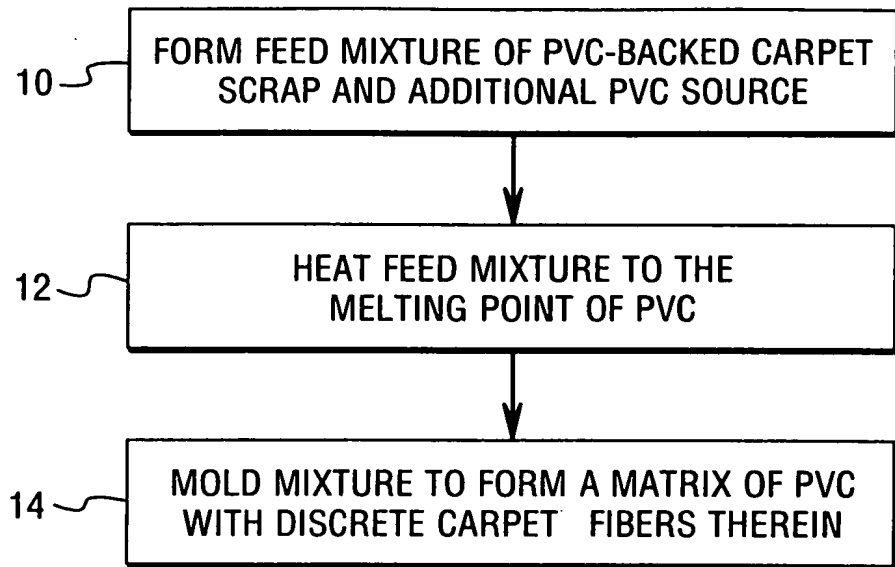 10
FORM FEED MIXTURE OF PVC-BACKED CARPET
SCRAP AND ADDITIONAL PVC SOURCE
12
HEAT FEED MIXTURE TO THE
MELTING POINT OF PVC
14
MOLD MIXTURE TO FORM A MATRIX OF PVC
WITH DISCRETE CARPET FIBERS THEREIN